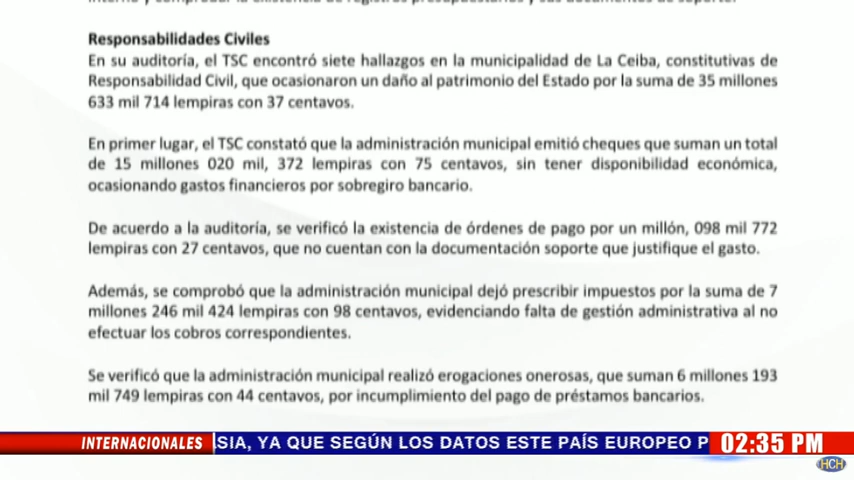 Responsabilidades Civiles
En su auditoría, el TSC encontró siete hallazgos en la municipalidad de La Ceiba, constitutivas de
Responsabilidad Civil, que ocasionaron un daño al patrimonio del Estado por la suma de 35 millones
633 mil 714 lempiras con 37 centavos.
En primer lugar, el TSC constató que la administración municipal emitió cheques que suman un total
de 15 millones 020 mil, 372 lempiras con 75 centavos, sin tener disponibilidad económica,
ocasionando gastos financieros por sobregiro bancario.
De acuerdo a la auditoría, se verificó la existencia de órdenes de pago por un millón, 098 mil 772
lempiras con 27 centavos, que no cuentan con la documentación soporte que justifique el gasto.
Además, se comprobó que la administración municipal dejó prescribir impuestos por la suma de 7
millones 246 mil 424 lempiras con 98 centavos, evidenciando falta de gestión administrativa al no
efectuar los cobros correspondientes.
Se verificó que la administración municipal realizó erogaciones onerosas, que suman 6 millones 193
mil 749 lempiras con 44 centavos, por incumplimiento del pago de préstamos bancarios.
INTERNACIONALES SIA, YA QUE SEGÚN LOS DATOS ESTE PAÍS EUROPEO P 02:35 PM
HCH